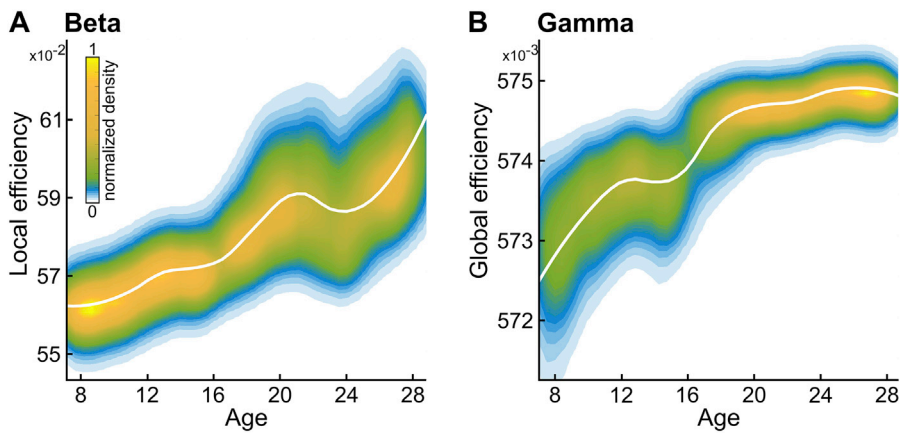 A Beta
x10-2
1
normalized density
0
Local efficiency
61
59
57
55
8 12 16 20 24 28
Age
B Gamma
x10-3
Global efficiency
575
574
573
572
8 12 16 20 24 28
Age